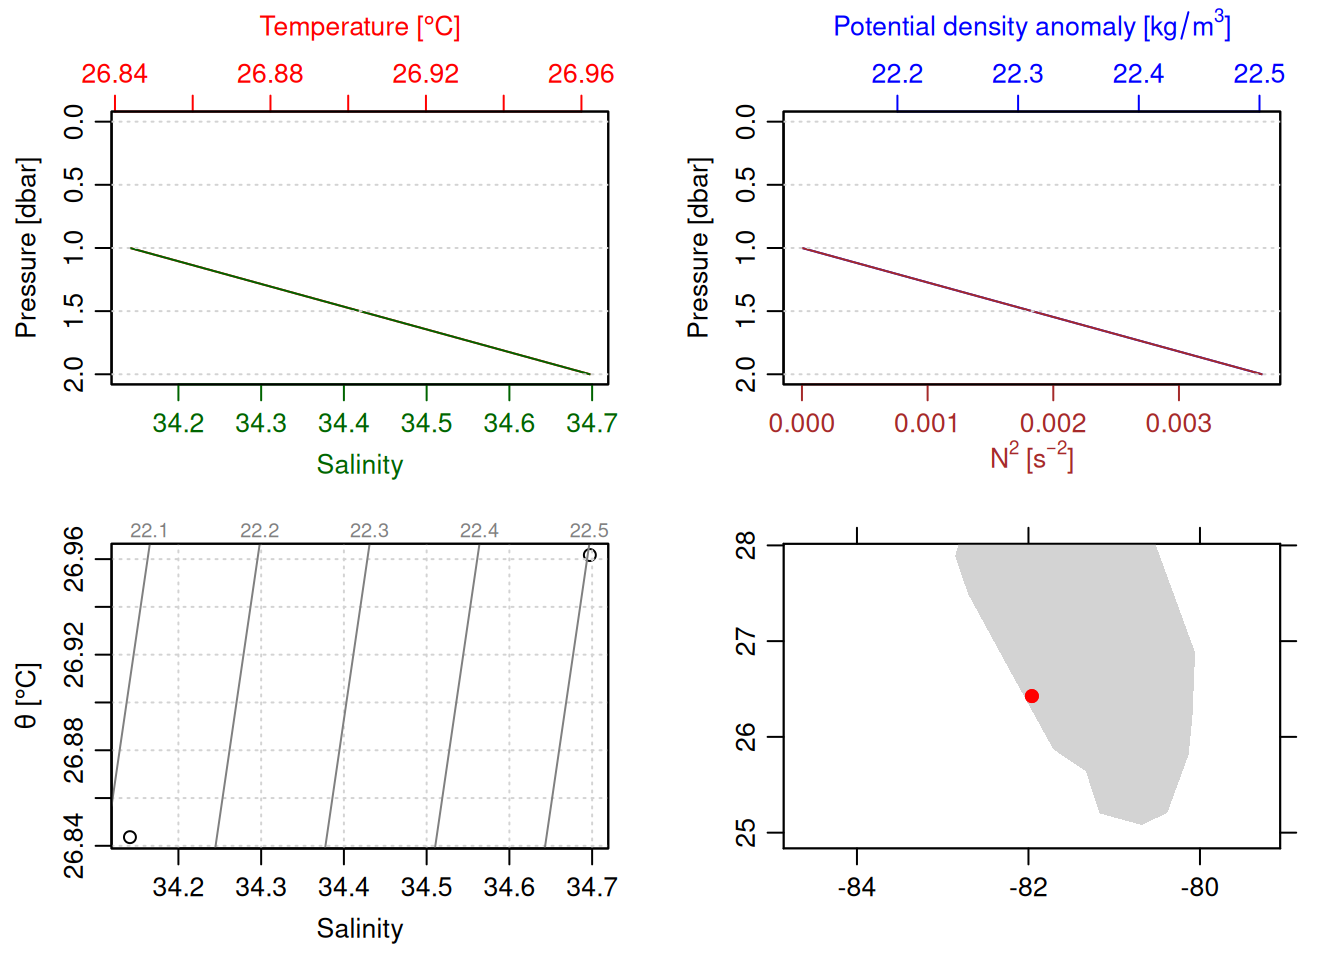 Temperature [°C]
26.84 26.88 26.92 26.96
0.0 0.5 1.0 1.5 2.0
Pressure [dbar]
34.2 34.3 34.4 34.5 34.6 34.7
Salinity
Potential density anomaly [kg/m³]
22.2 22.3 22.4 22.5
0.0 0.5 1.0 1.5 2.0
Pressure [dbar]
0.000 0.001 0.002 0.003
N² [s⁻²]
22.1 22.2 22.3 22.4 22.5
26.84 26.88 26.92 26.96
θ [°C]
34.2 34.3 34.4 34.5 34.6 34.7
Salinity
28
27
26
25
-84 -82 -80